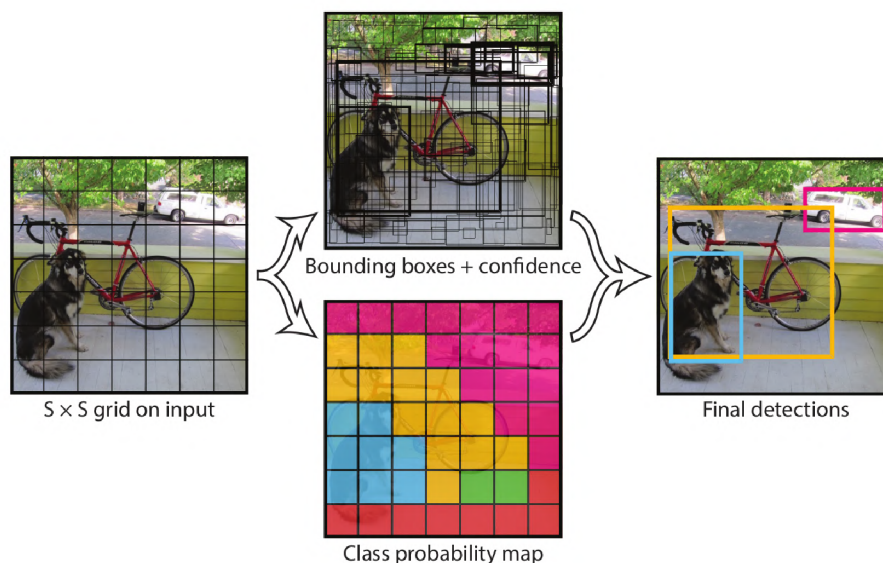 S × S grid on input
Bounding boxes + confidence
Class probability map
Final detections